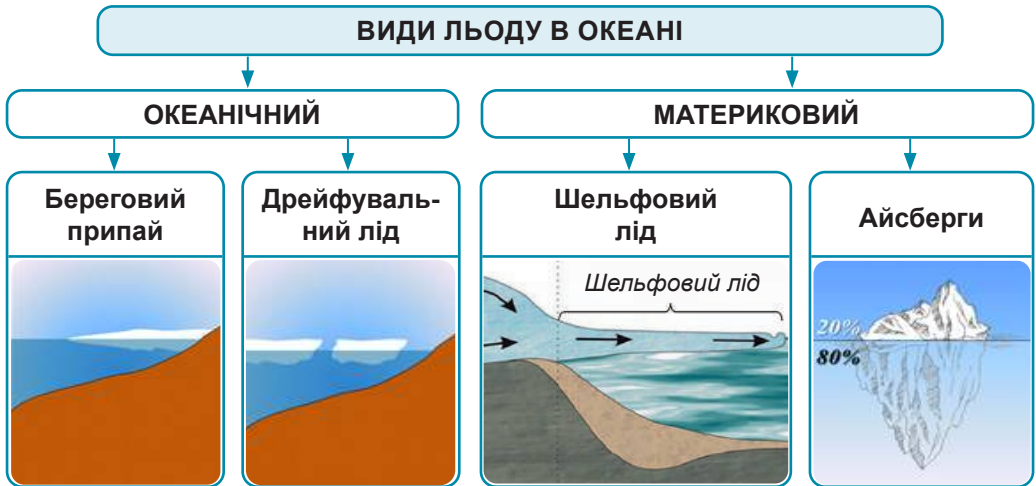 ВИДИ ЛЬОДУ В ОКЕАНІ
ОКЕАНІЧНИЙ
МАТЕРИКОВИЙ
Береговий
припай
Дрейфуваль-
ний лід
Шельфовий
лід
Айсберги
Шельфовий лід
20%
80%